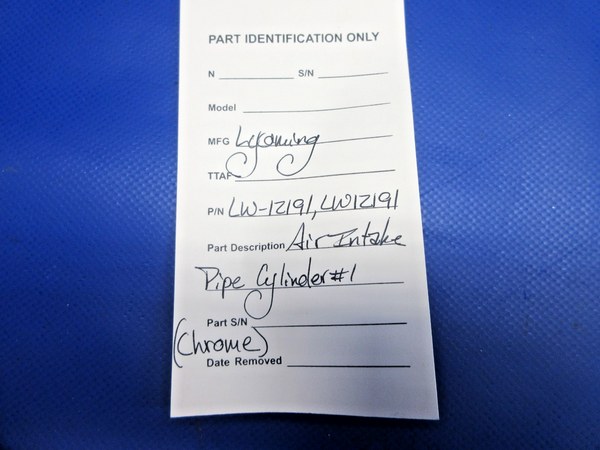 PART IDENTIFICATION ONLY
N S/N
Model
MFG Lycoming
TTAF
P/N LW-12191, LW12191
Part Description Air Intake
Pipe Cylinder #1
Part S/N
(Chrome)
Date Removed